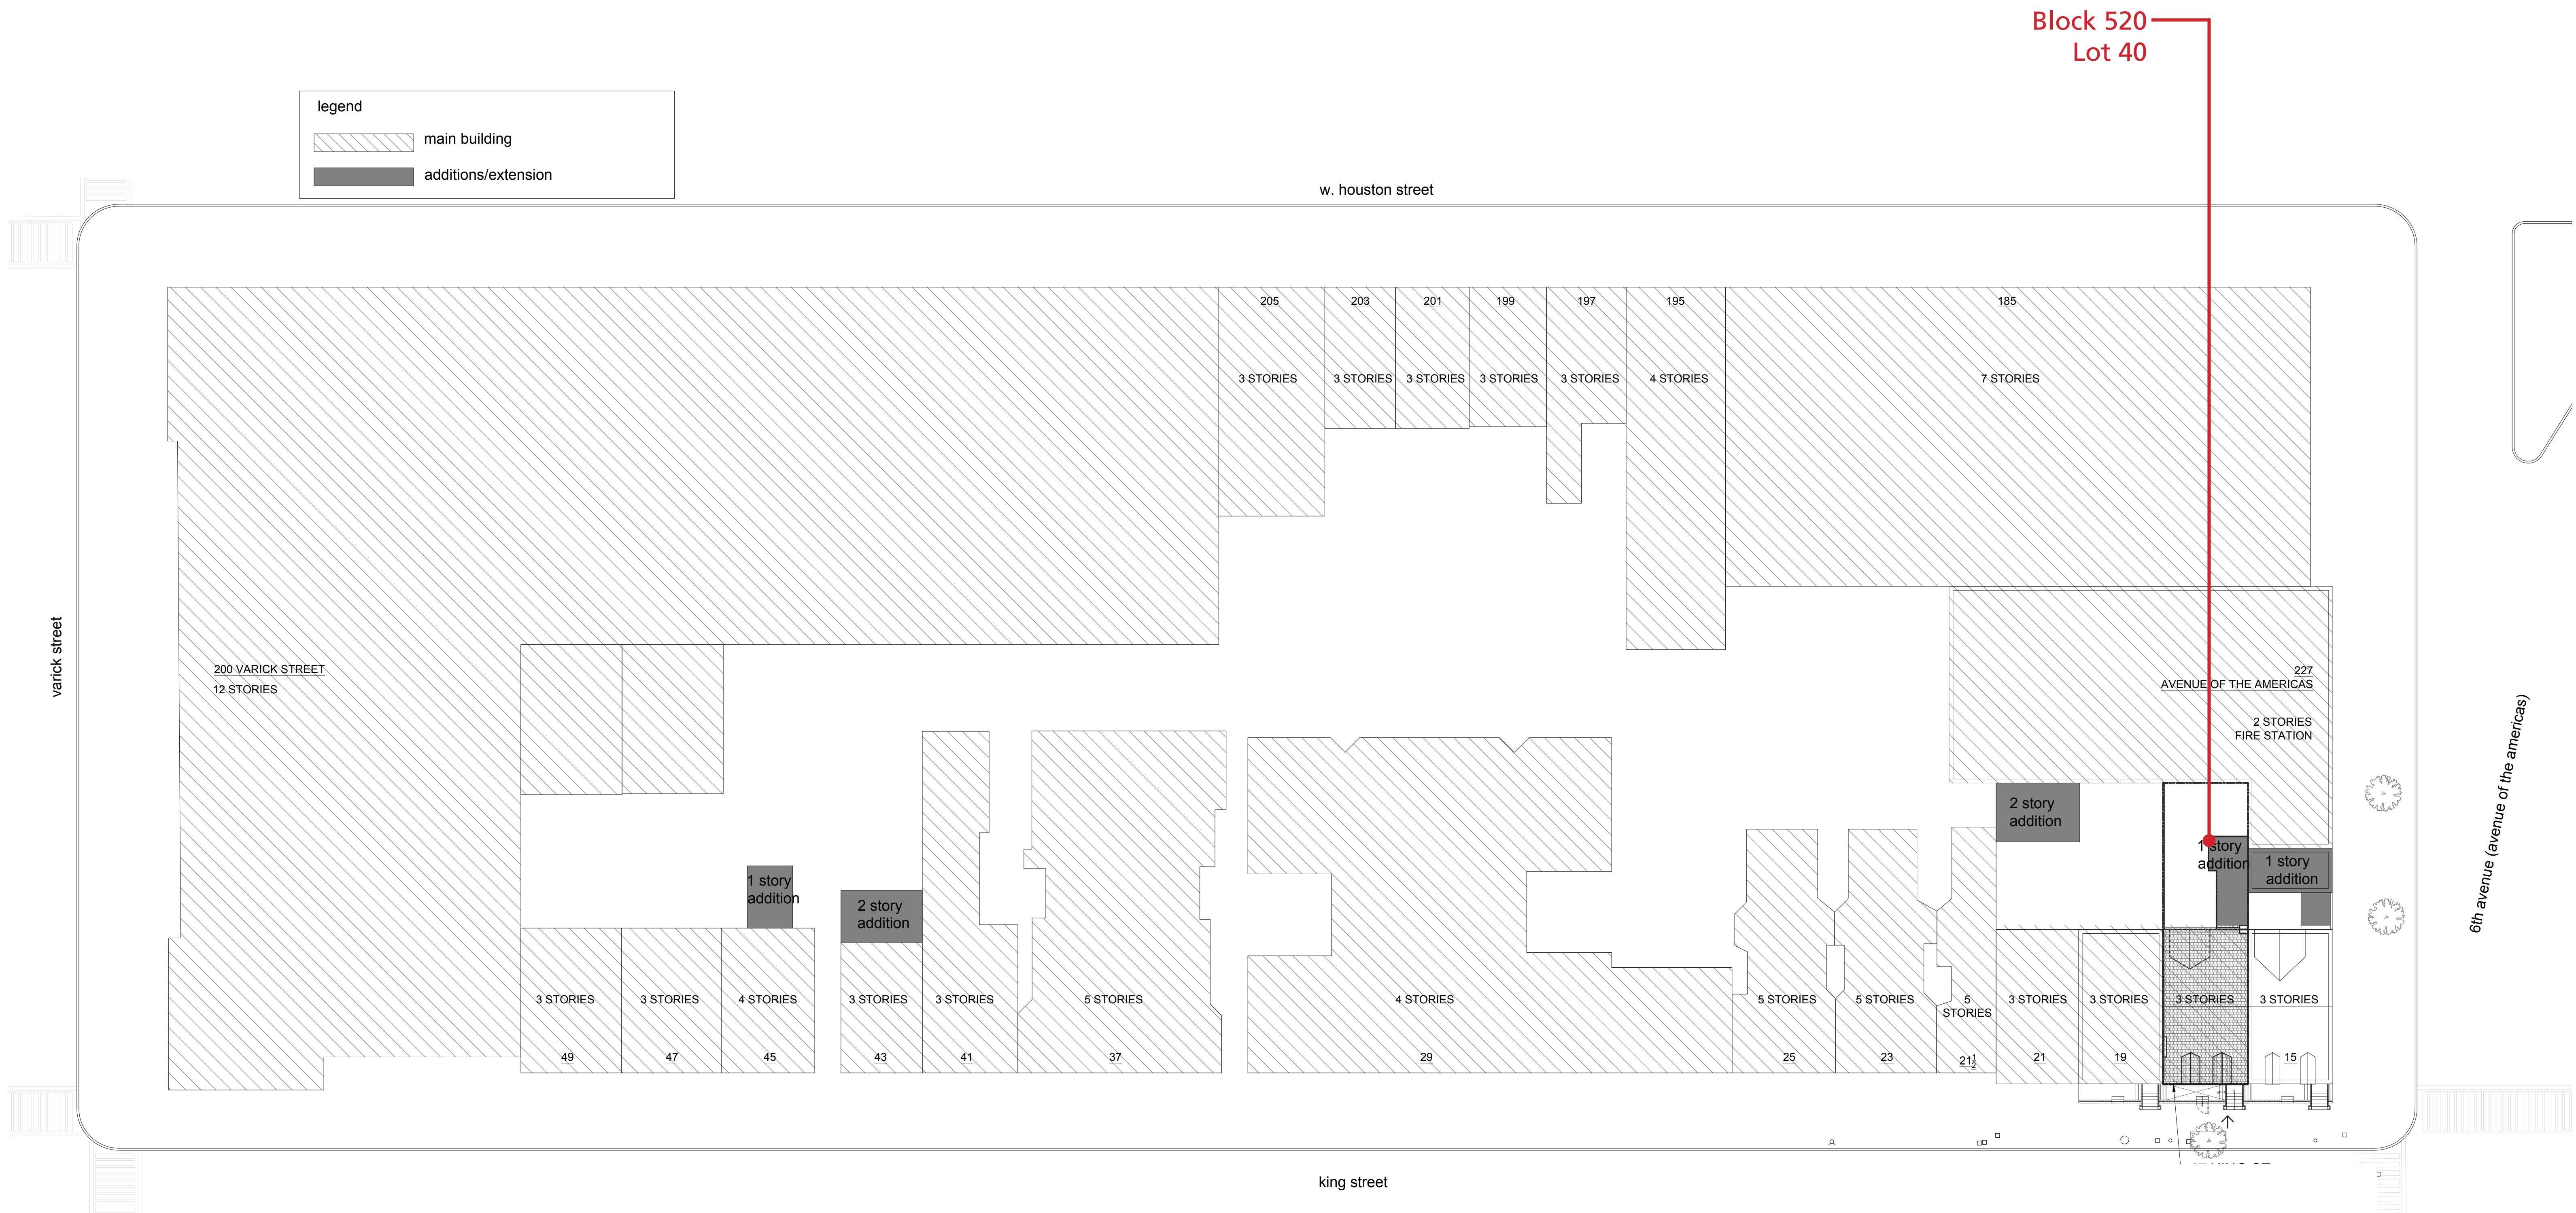 Block 520
Lot 40
legend
main building
additions/extension
w. houston street
205
203
201
199
197
195
185
3 STORIES
3 STORIES
3 STORIES
3 STORIES
3 STORIES
4 STORIES
7 STORIES
varick street
200 VARICK STREET
12 STORIES
227
AVENUE OF THE AMERICAS
2 STORIES
FIRE STATION
6th avenue (avenue of the americas)
2 story
addition
1 story
addition
1 story
addition
1 story
addition
2 story
addition
3 STORIES
3 STORIES
4 STORIES
3 STORIES
3 STORIES
5 STORIES
4 STORIES
5 STORIES
5 STORIES
5
STORIES
3 STORIES
3 STORIES
3 STORIES
3 STORIES
49
47
45
43
41
37
29
25
23
21½
21
19
15
king street